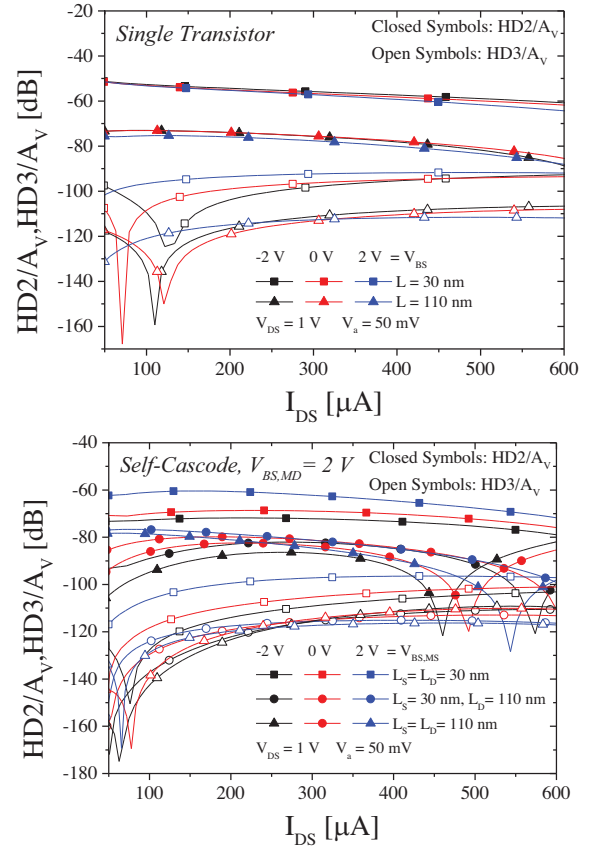 Single Transistor
Closed Symbols: HD2/A_V
Open Symbols: HD3/A_V
HD2/A_V,HD3/A_V [dB]
-20
-40
-60
-80
-100
-120
-140
-160
-2 V 0 V 2 V = V_BS
L = 30 nm
L = 110 nm
V_DS = 1 V V_a = 50 mV
100 200 300 400 500 600
I_DS [μA]
Self-Cascode, V_BS,MD = 2 V
Closed Symbols: HD2/A_V
Open Symbols: HD3/A_V
HD2/A_V,HD3/A_V [dB]
-40
-60
-80
-100
-120
-140
-160
-180
-2 V 0 V 2 V = V_BS,MS
L_S= L_D= 30 nm
L_S= 30 nm, L_D= 110 nm
L_S= L_D= 110 nm
V_DS = 1 V V_a = 50 mV
100 200 300 400 500 600
I_DS [μA]